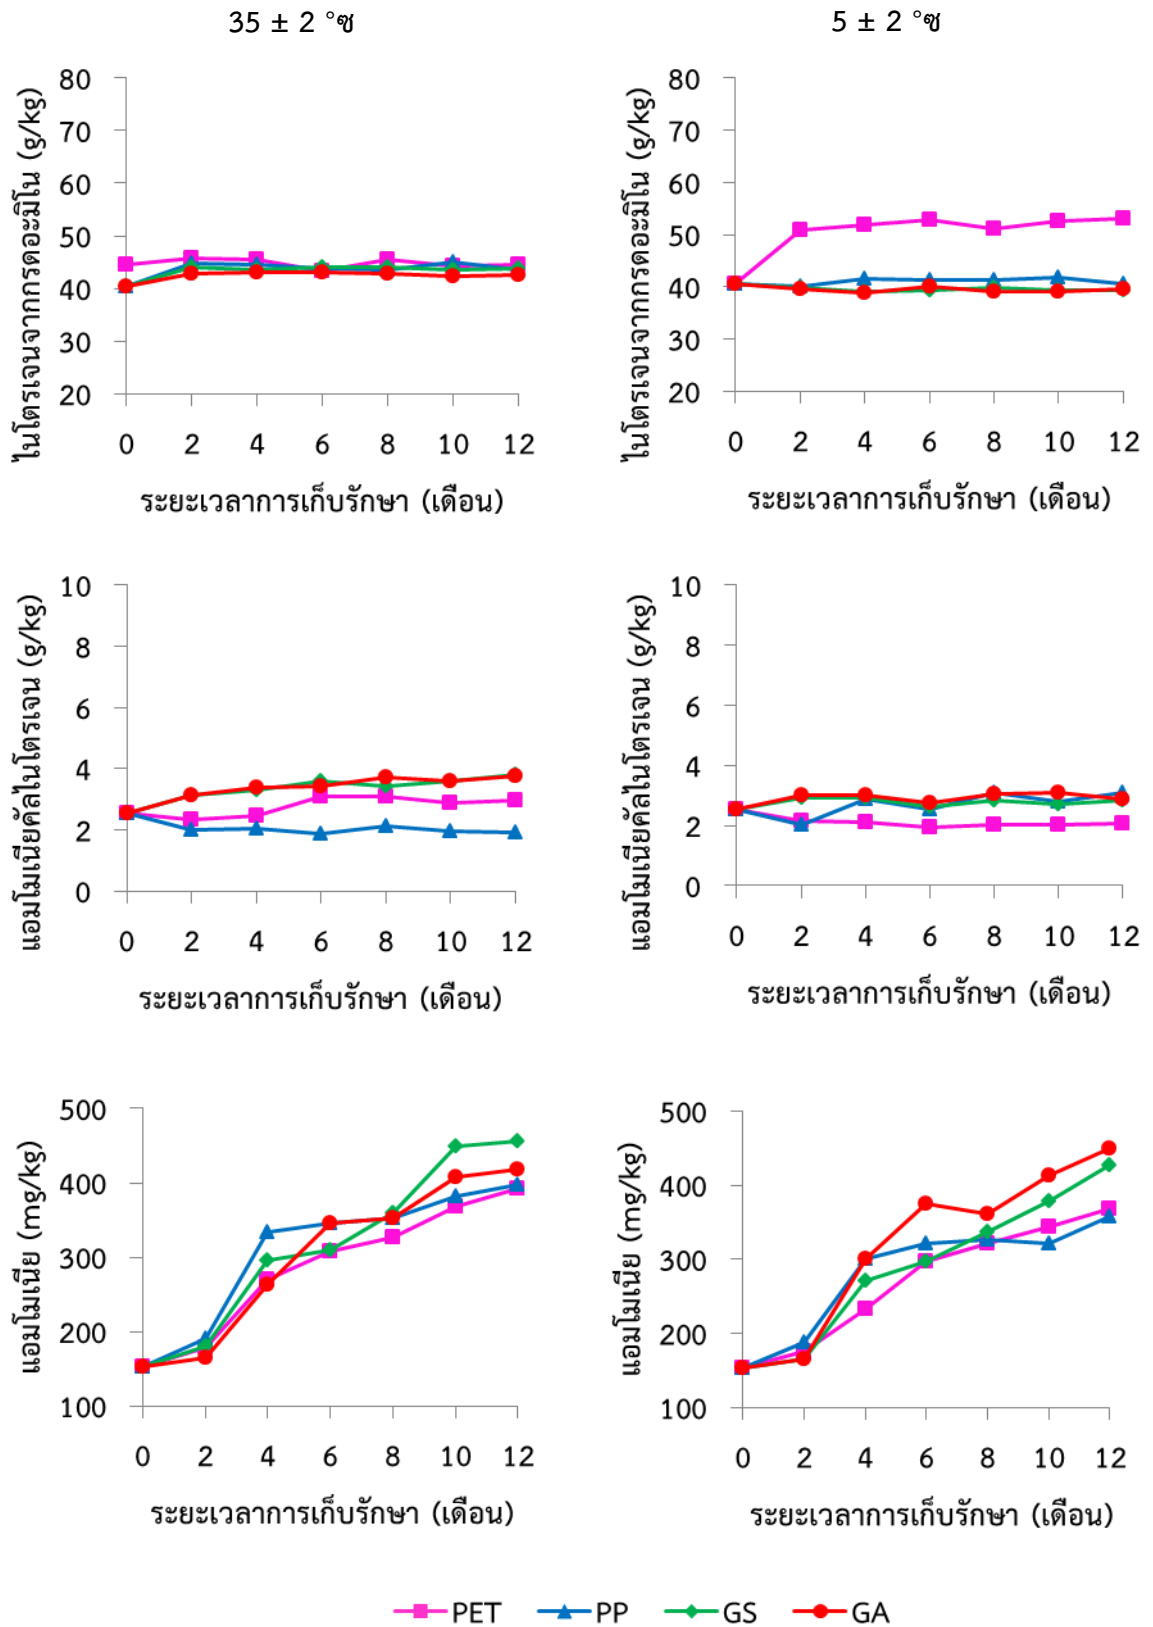 35 ± 2 °ซ
5 ± 2 °ซ
ไนโตรเจนจากกรดอะมิโน (g/kg)
80
70
60
50
40
30
20
0 2 4 6 8 10 12
ระยะเวลาการเก็บรักษา (เดือน)
ไนโตรเจนจากกรดอะมิโน (g/kg)
80
70
60
50
40
30
20
0 2 4 6 8 10 12
ระยะเวลาการเก็บรักษา (เดือน)
แอมโมเนียคัลไนโตรเจน (g/kg)
10
8
6
4
2
0
0 2 4 6 8 10 12
ระยะเวลาการเก็บรักษา (เดือน)
แอมโมเนียคัลไนโตรเจน (g/kg)
10
8
6
4
2
0
0 2 4 6 8 10 12
ระยะเวลาการเก็บรักษา (เดือน)
แอมโมเนีย (mg/kg)
500
400
300
200
100
0 2 4 6 8 10 12
ระยะเวลาการเก็บรักษา (เดือน)
แอมโมเนีย (mg/kg)
500
400
300
200
100
0 2 4 6 8 10 12
ระยะเวลาการเก็บรักษา (เดือน)
PET PP GS GA